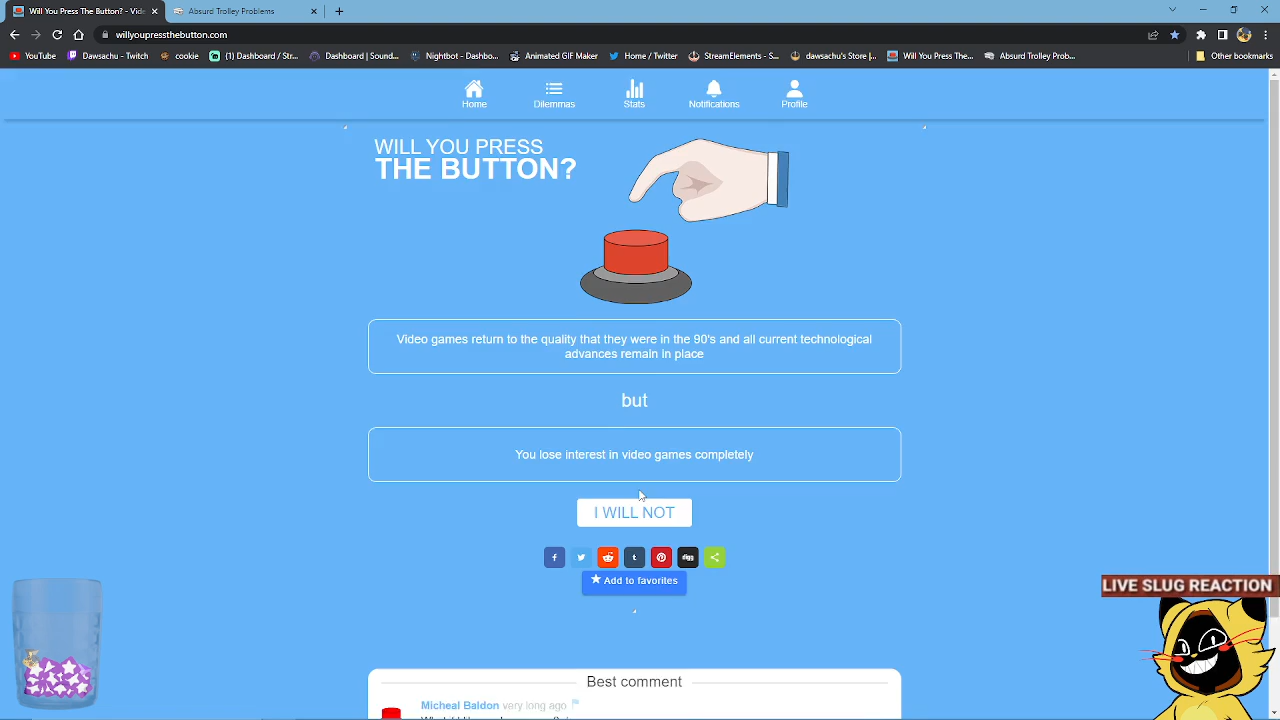 Will You Press The Button? - Vide
Absurd Trolley Problems
willyoupressthebutton.com
YouTube
Dawsachu - Twitch
cookie
(1) Dashboard / Str...
Dashboard | Sound...
Nightbot - Dashboa...
Animated GIF Maker
Home / Twitter
StreamElements - S...
dawsachu's Store |...
Will You Press The...
Absurd Trolley Prob...
Other bookmarks
Home
Dilemmas
Stats
Notifications
Profile
WILL YOU PRESS
THE BUTTON?
Video games return to the quality that they were in the 90's and all current technological
advances remain in place
but
You lose interest in video games completely
I WILL NOT
f
t
digg
Add to favorites
LIVE SLUG REACTION
Best comment
Micheal Baldon very long ago